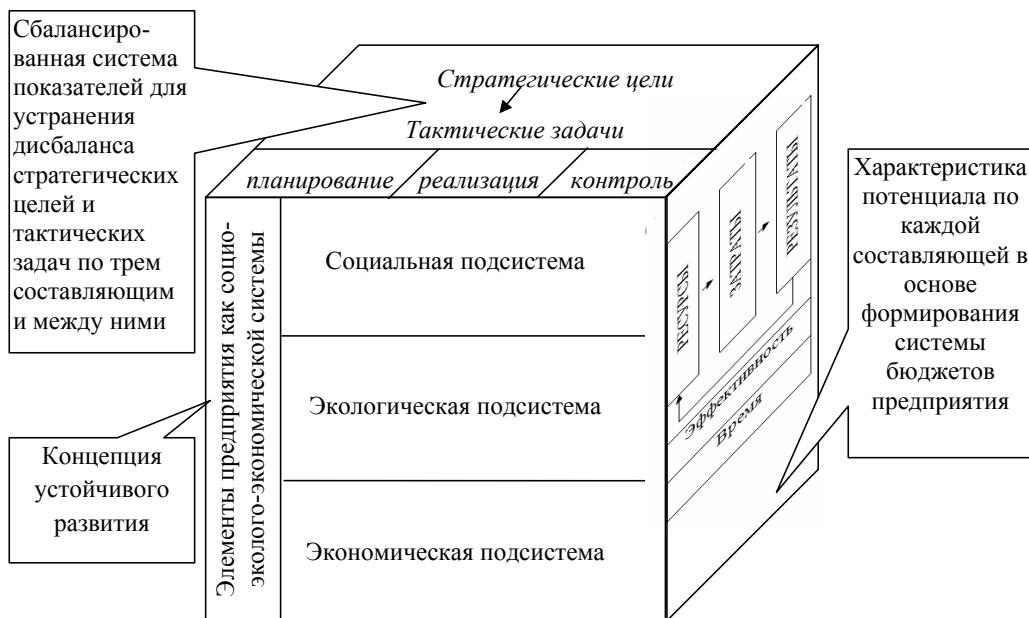 Сбалансиро-
ванная система
показателей для
устранения
дисбаланса
стратегических
целей и
тактических
задач по трем
составляющим
и между ними
Стратегические цели
Тактические задачи
планирование
реализация
контроль
Элементы предприятия как социо-
эколого-экономической системы
Социальная подсистема
Экологическая подсистема
Экономическая подсистема
РЕСУРСЫ
ЗАТРАТЫ
РЕЗУЛЬТАТЫ
Эффективность
Время
Концепция
устойчивого
развития
Характеристика
потенциала по
каждой
составляющей в
основе
формирования
системы
бюджетов
предприятия